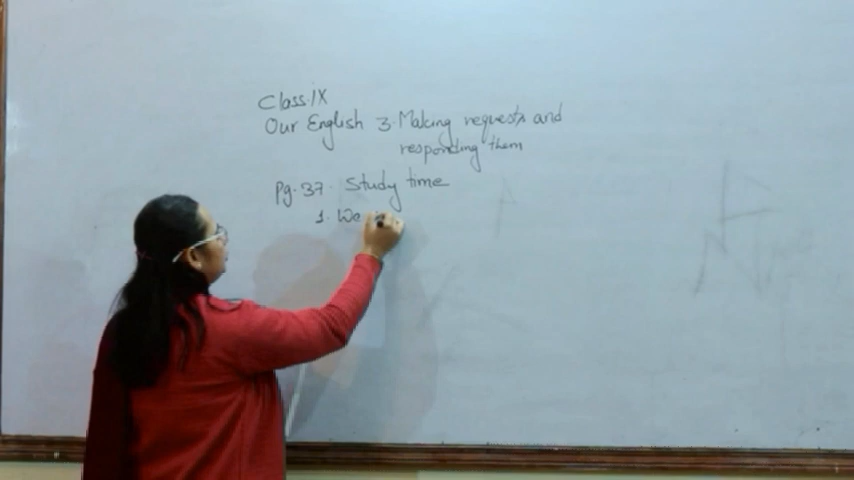 Class.IX
Our English 3. Making requests and
responding them
Pg. 37. Study time
1. We